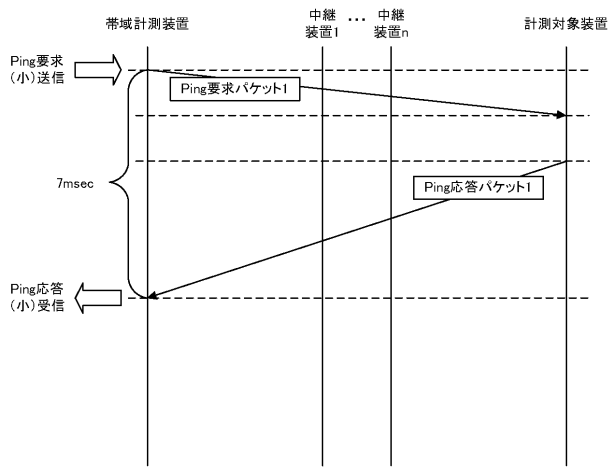 帯域計測装置
中継
装置1
…
中継
装置n
計測対象装置
Ping要求
（小）送信
Ping要求パケット1
7msec
Ping応答パケット1
Ping応答
（小）受信